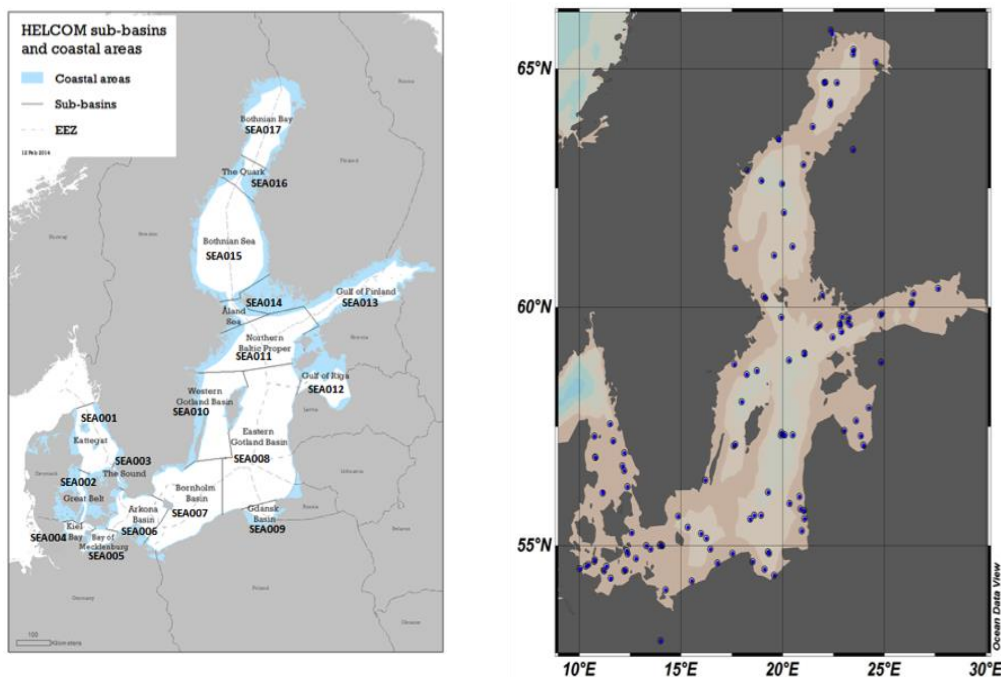 HELCOM sub-basins
and coastal areas
Coastal areas
Sub-basins
EEZ
Bothnian Bay
SEA017
The Quark
SEA016
Bothnian Sea
SEA015
SEA014
Åland
Sea
Gulf of Finland
SEA013
Northern
Baltic Proper
SEA011
Gulf of Riga
SEA012
Western
Gotland Basin
SEA010
Eastern
Gotland Basin
SEA008
SEA001
Kattegat
SEA003
The Sound
SEA002
Great Belt
Kiel
Bay
SEA004
Bay of
Mecklenburg
SEA005
Arkona
Basin
SEA006
Bornholm
Basin
SEA007
Gdansk
Basin
SEA009
Germany
Poland
100
Kilometers
65°N
60°N
55°N
10°E 15°E 20°E 25°E 30°E
Ocean Data View